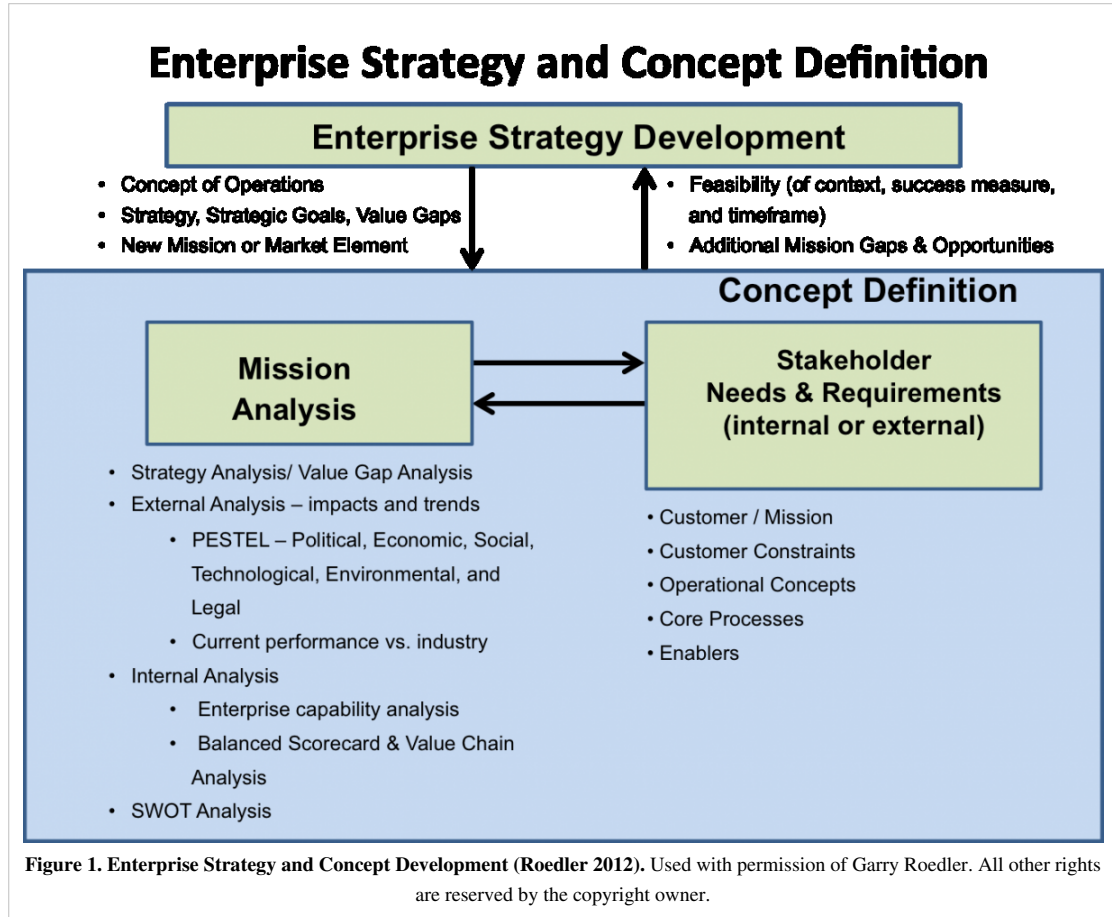 Enterprise Strategy and Concept Definition
Enterprise Strategy Development
• Concept of Operations
• Strategy, Strategic Goals, Value Gaps
• New Mission or Market Element
• Feasibility (of context, success measure,
and timeframe)
• Additional Mission Gaps & Opportunities
Concept Definition
Mission
Analysis
• Strategy Analysis/ Value Gap Analysis
• External Analysis – impacts and trends
• PESTEL – Political, Economic, Social,
Technological, Environmental, and
Legal
• Current performance vs. industry
• Internal Analysis
• Enterprise capability analysis
• Balanced Scorecard & Value Chain
Analysis
• SWOT Analysis
Stakeholder
Needs & Requirements
(internal or external)
• Customer / Mission
• Customer Constraints
• Operational Concepts
• Core Processes
• Enablers
Figure 1. Enterprise Strategy and Concept Development (Roedler 2012). Used with permission of Garry Roedler. All other rights
are reserved by the copyright owner.